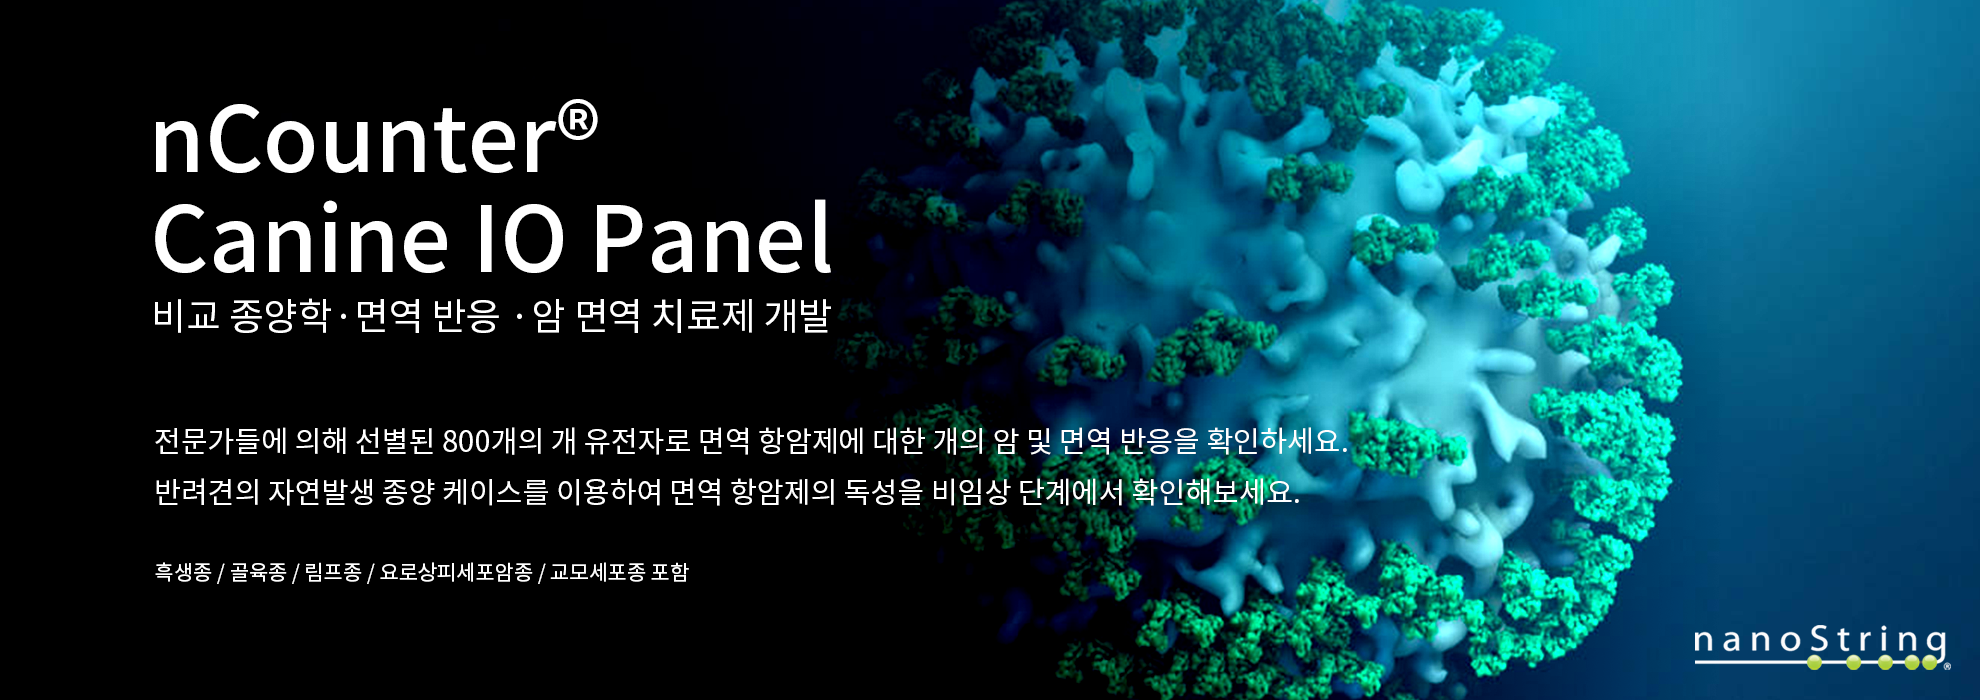 nCounter®
Canine IO Panel
비교 종양학 · 면역 반응 · 암 면역 치료제 개발
전문가들에 의해 선별된 800개의 개 유전자로 면역 항암제에 대한 개의 암 및 면역 반응을 확인하세요.
반려견의 자연발생 종양 케이스를 이용하여 면역 항암제의 독성을 비임상 단계에서 확인해보세요.
흑생종 / 골육종 / 림프종 / 요로상피세포암종 / 교모세포종 포함
nanoString®